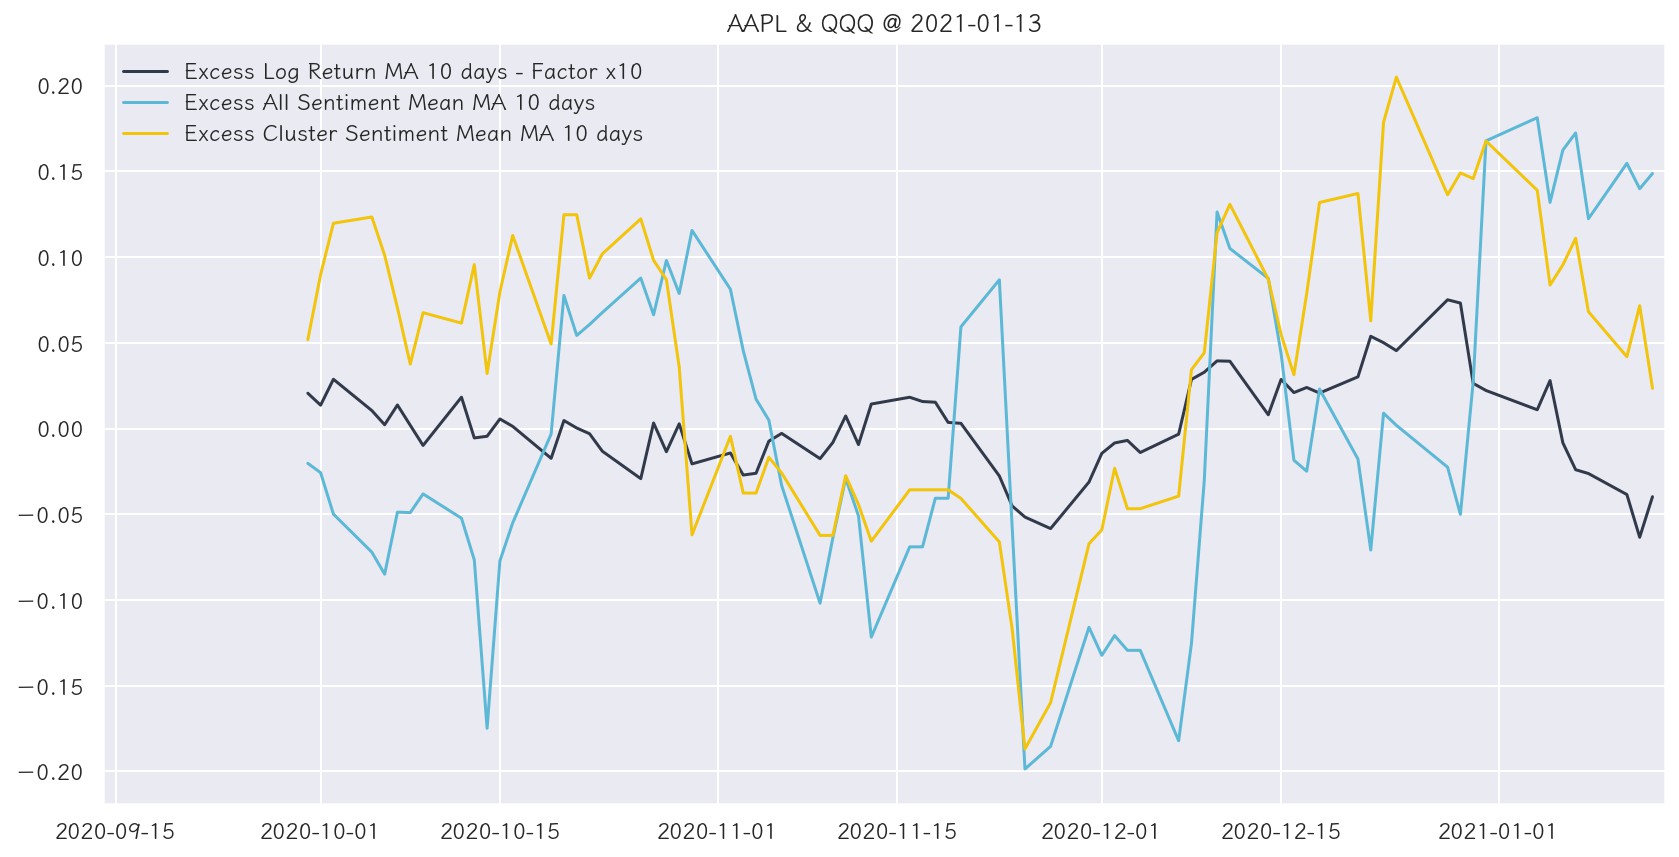 AAPL & QQQ @ 2021-01-13
Excess Log Return MA 10 days - Factor x10
Excess All Sentiment Mean MA 10 days
Excess Cluster Sentiment Mean MA 10 days
0.20
0.15
0.10
0.05
0.00
−0.05
−0.10
−0.15
−0.20
2020-09-15 2020-10-01 2020-10-15 2020-11-01 2020-11-15 2020-12-01 2020-12-15 2021-01-01